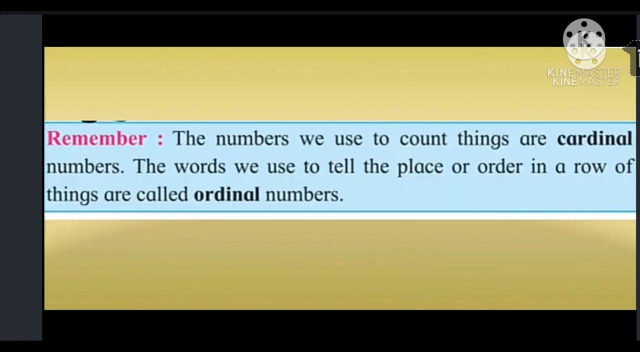 KINEMASTER
KINEMASTER
Remember : The numbers we use to count things are cardinal
numbers. The words we use to tell the place or order in a row of
things are called ordinal numbers.